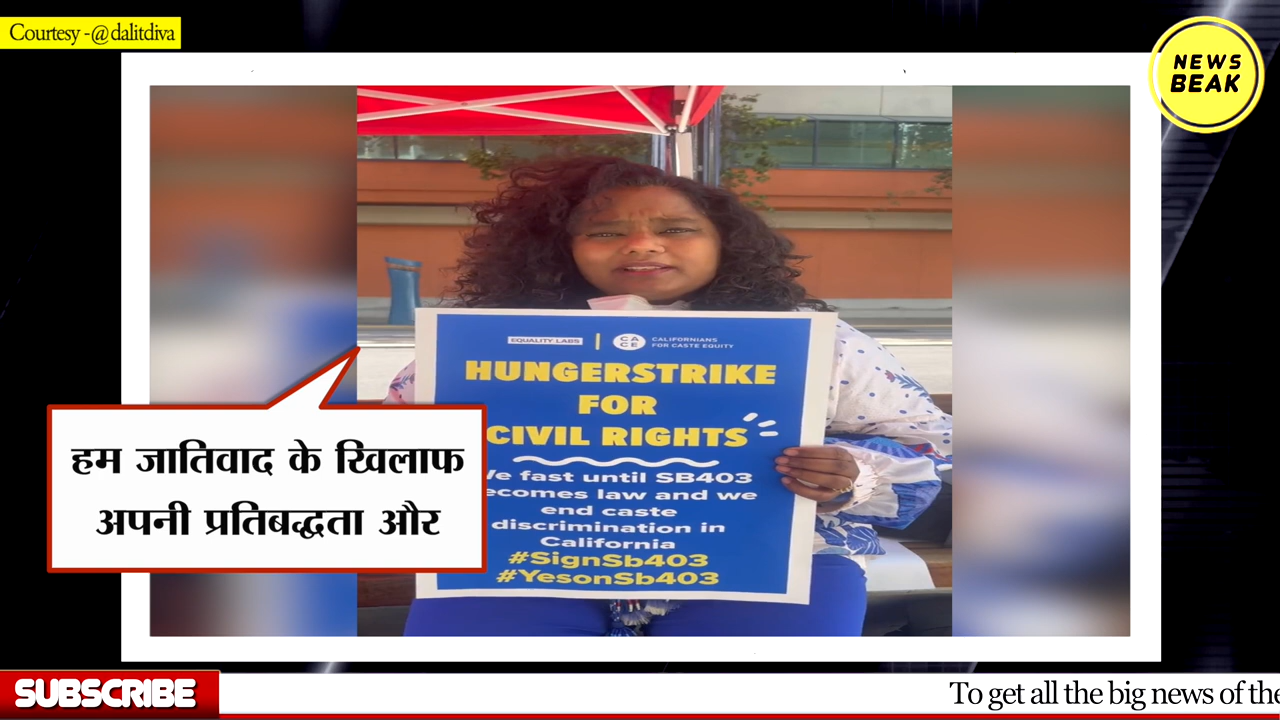 Courtesy -@dalitdiva
NEWS
BEAK
EQUALITY LABS
CA
CE
CALIFORNIANS
FOR CASTE EQUITY
HUNGERSTRIKE
FOR
CIVIL RIGHTS
fast until SB403
law and we
end caste
discrimination in
California
#SignSb403
#YesonSb403
हम जातिवाद के खिलाफ
अपनी प्रतिबद्धता और
SUBSCRIBE
To get all the big news of the